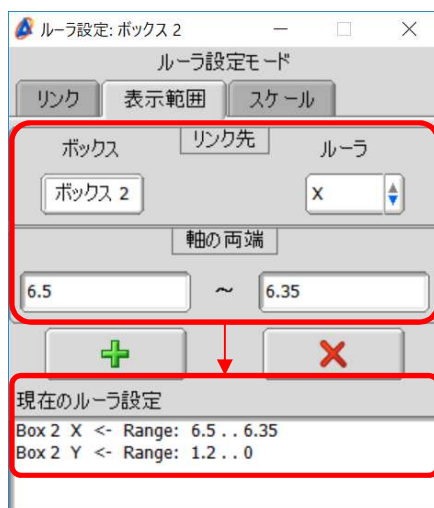 ルーラ設定: ボックス 2
ルーラ設定モード
リンク 表示範囲 スケール
リンク先
ボックス ルーラ
ボックス 2 X
軸の両端
6.5 ～ 6.35
現在のルーラ設定
Box 2 X <- Range: 6.5 . . 6.35
Box 2 Y <- Range: 1.2 . . 0